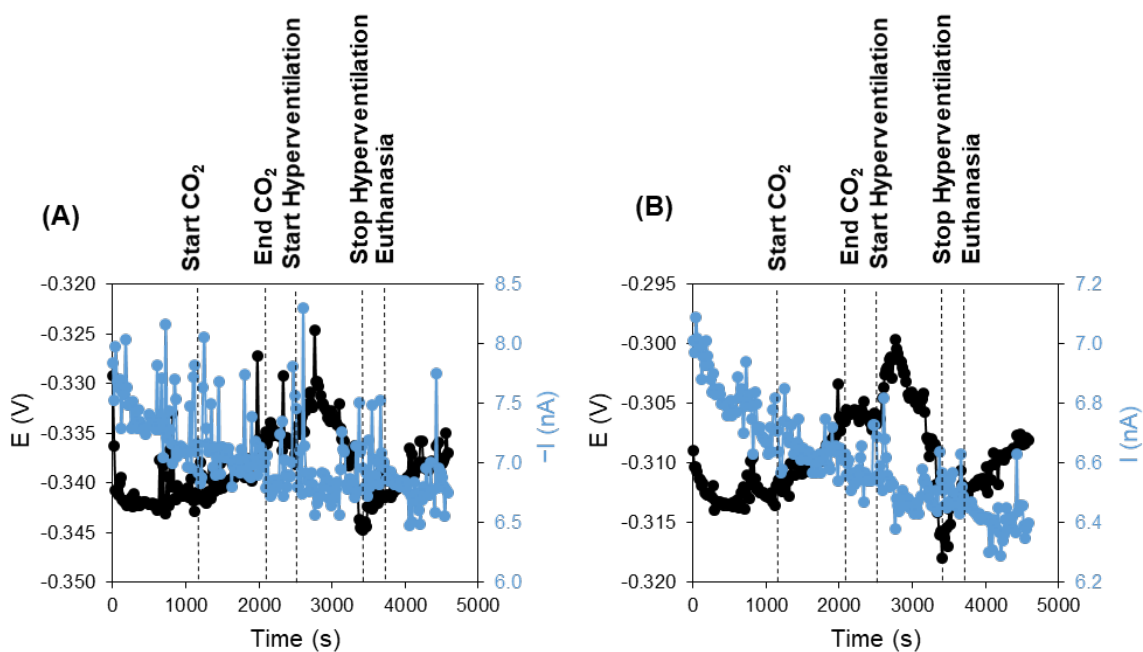 (A)
Start CO2
End CO2
Start Hyperventilation
Stop Hyperventilation
Euthanasia
-0.320
-0.325
-0.330
-0.335
-0.340
-0.345
-0.350
E (V)
8.5
8.0
7.5
7.0
6.5
6.0
−I (nA)
0
1000
2000
3000
4000
5000
Time (s)
(B)
Start CO2
End CO2
Start Hyperventilation
Stop Hyperventilation
Euthanasia
-0.295
-0.300
-0.305
-0.310
-0.315
-0.320
E (V)
7.2
7.0
6.8
6.6
6.4
6.2
I (nA)
0
1000
2000
3000
4000
5000
Time (s)